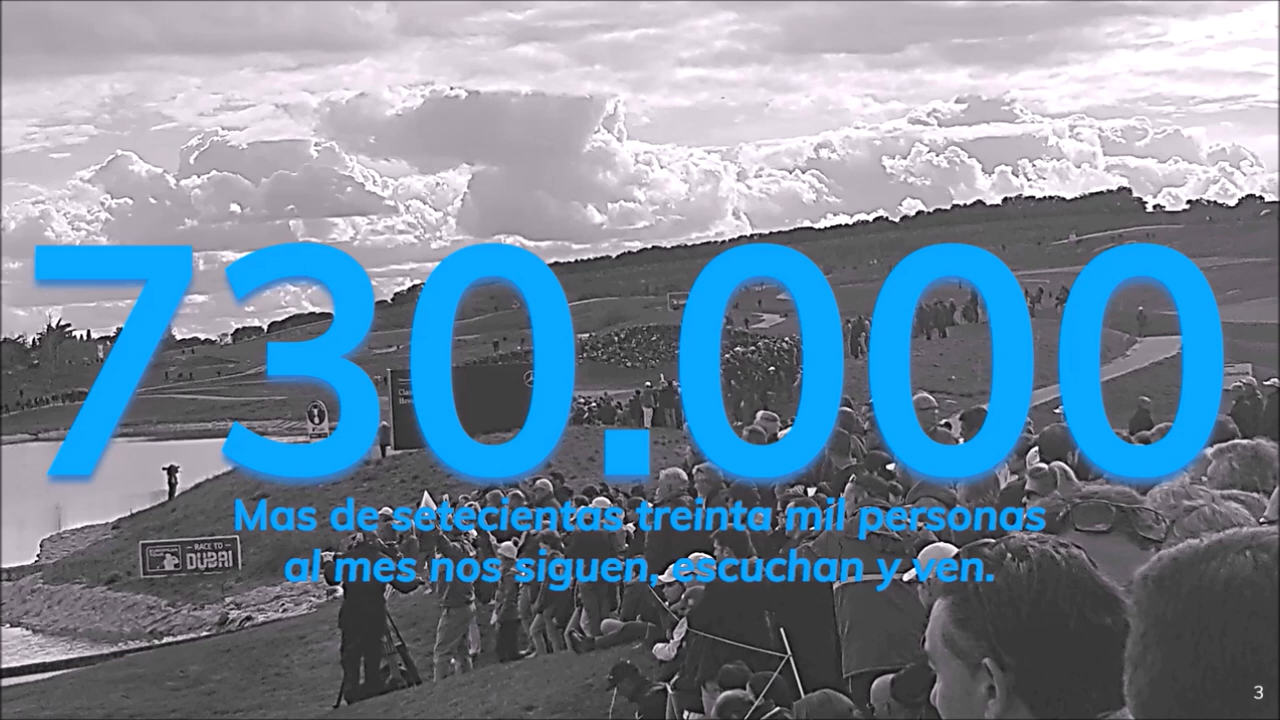 730.000
Mas de setecientas treinta mil personas
al mes nos siguen, escuchan y ven.
RACE TO
DUBAI
3